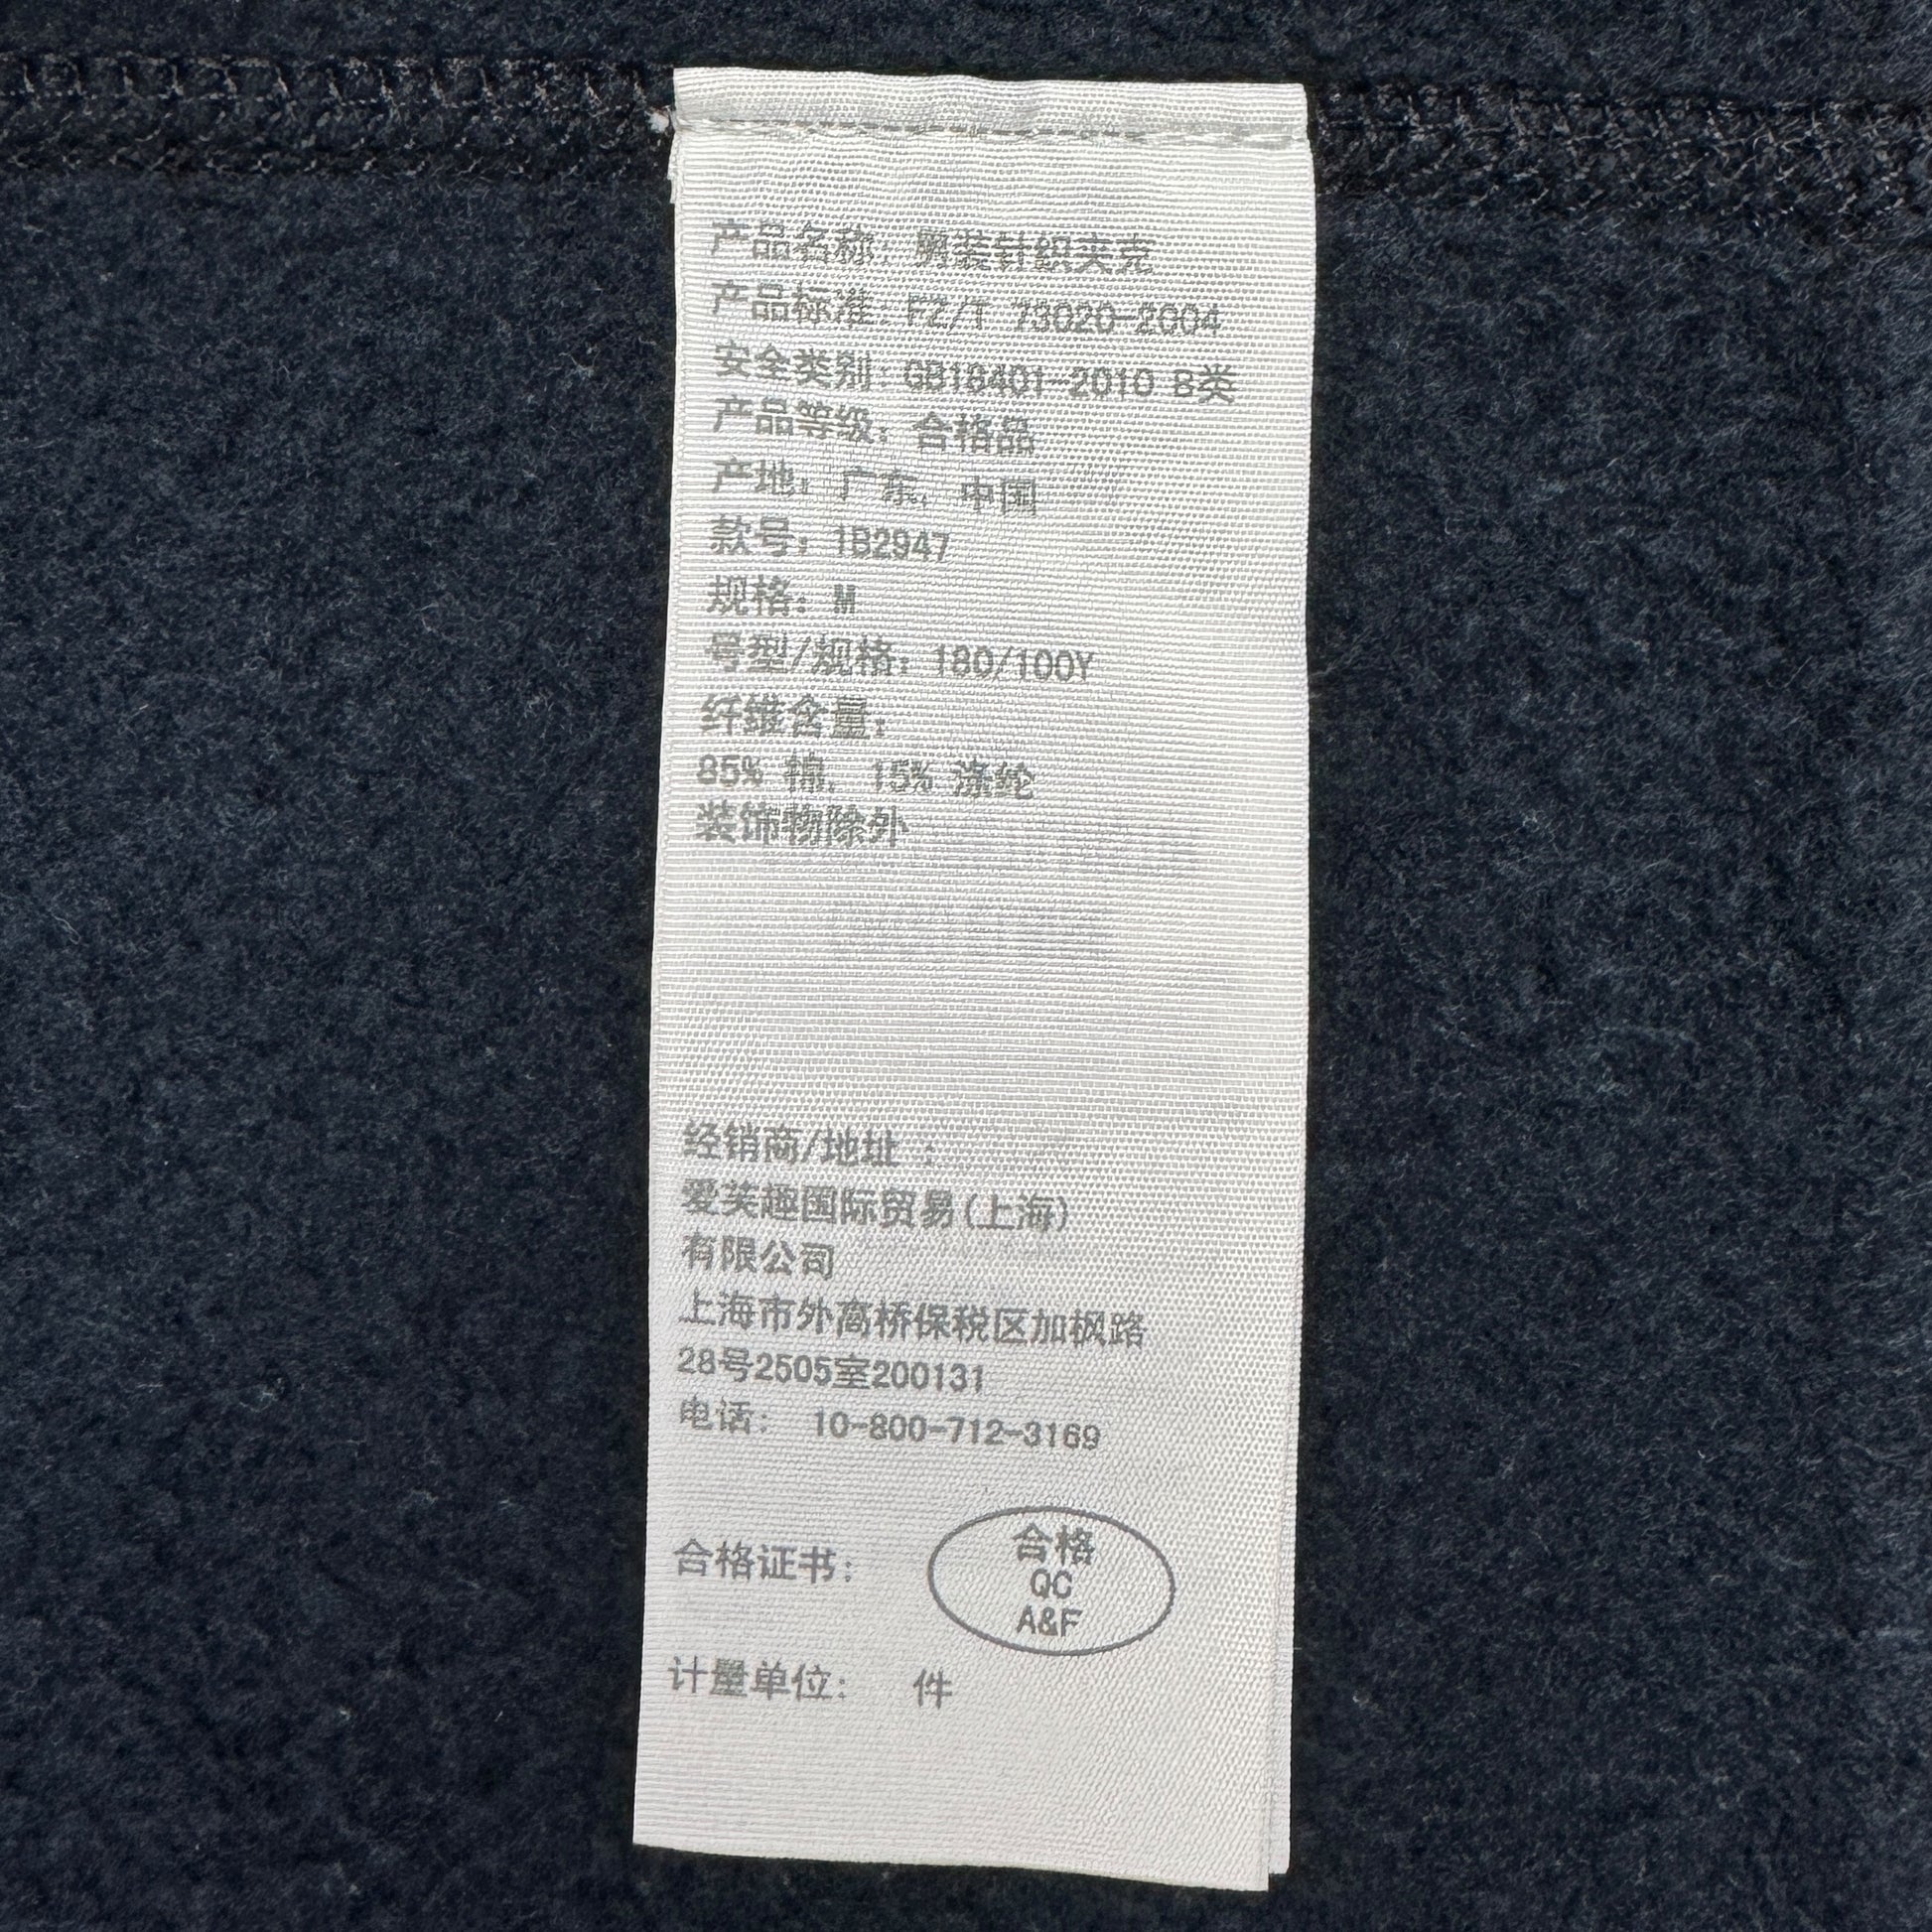 产品名称: 男装针织夹克
产品标准: FZ/T 73020-2004
安全类别: GB18401-2010 B类
产品等级: 合格品
产地: 广东, 中国
款号: 1B2947
规格: M
号型/规格: 180/100Y
纤维含量:
85% 棉, 15% 涤纶
装饰物除外
经销商/地址 :
爱芙趣国际贸易(上海)
有限公司
上海市外高桥保税区加枫路
28号2505室200131
电话: 10-800-712-3169
合格证书:
合格
QC
A&F
计量单位: 件